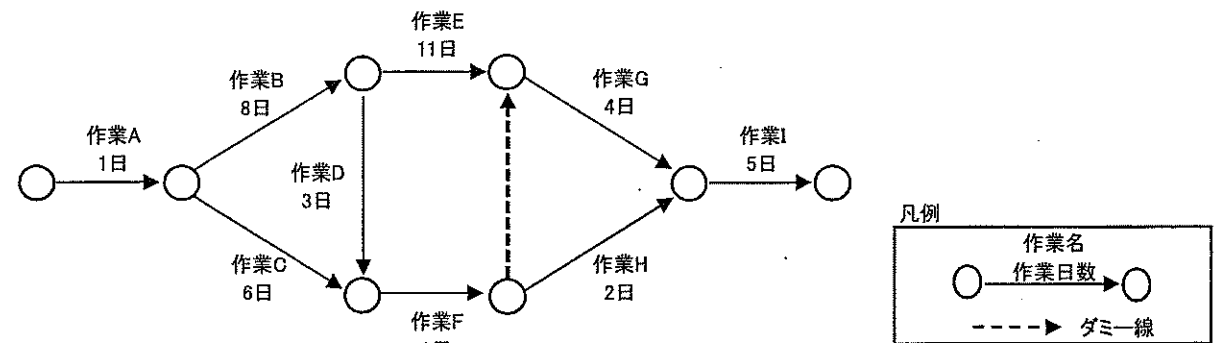 作業A
1日
作業B
8日
作業C
6日
作業D
3日
作業E
11日
作業F
作業G
4日
作業H
2日
作業I
5日
凡例
作業名
作業日数
ダミー線